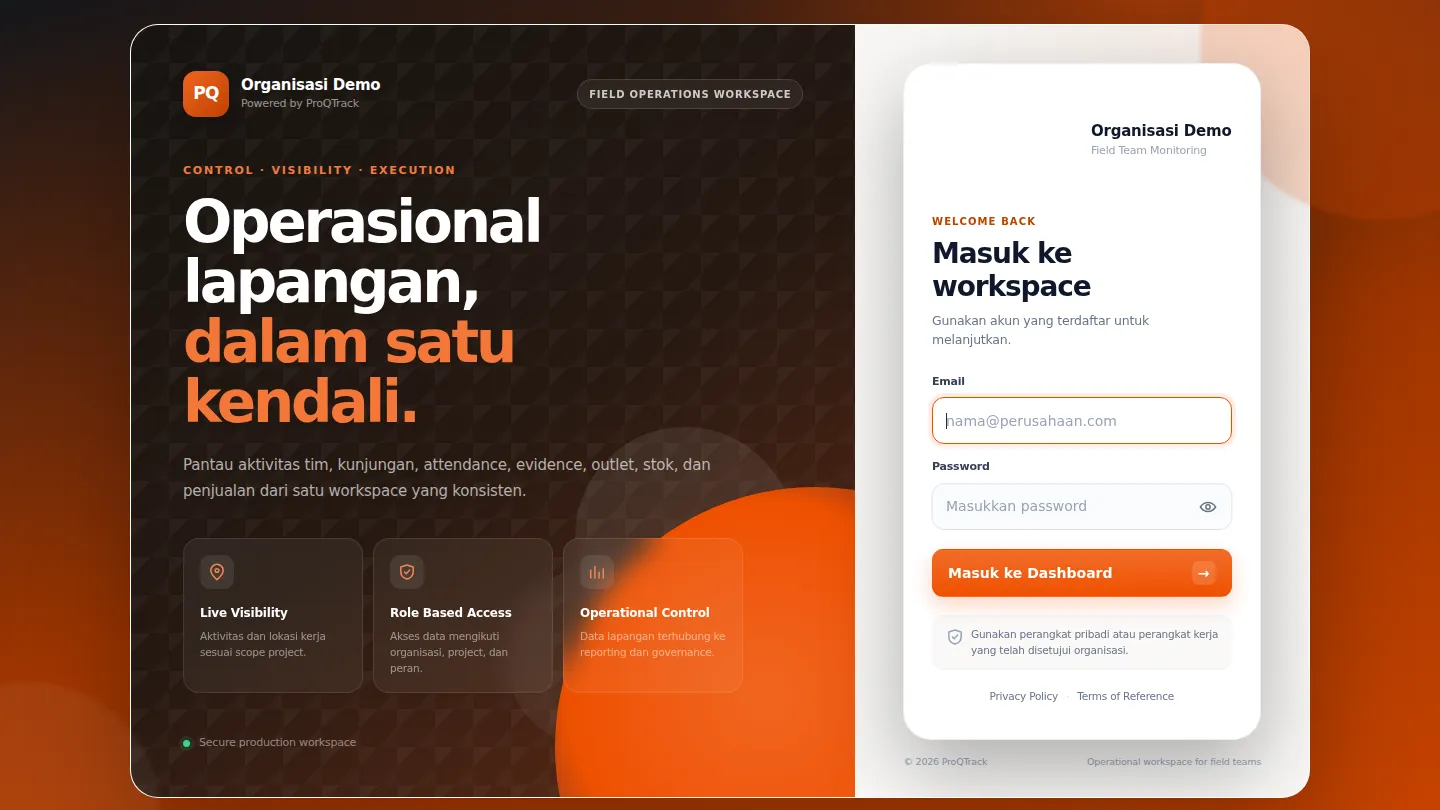 PQ
Organisasi Demo
Powered by ProQTrack
FIELD OPERATIONS WORKSPACE
CONTROL · VISIBILITY · EXECUTION
Operasional
lapangan,
dalam satu
kendali.
Pantau aktivitas tim, kunjungan, attendance, evidence, outlet, stok, dan
penjualan dari satu workspace yang konsisten.
Live Visibility
Aktivitas dan lokasi kerja
sesuai scope project.
Role Based Access
Akses data mengikuti
organisasi, project, dan
peran.
Operational Control
Data lapangan terhubung ke
reporting dan governance.
Secure production workspace
Organisasi Demo
Field Team Monitoring
WELCOME BACK
Masuk ke
workspace
Gunakan akun yang terdaftar untuk
melanjutkan.
Email
nama@perusahaan.com
Password
Masukkan password
Masuk ke Dashboard →
Gunakan perangkat pribadi atau perangkat kerja
yang telah disetujui organisasi.
Privacy Policy · Terms of Reference
© 2026 ProQTrack
Operational workspace for field teams